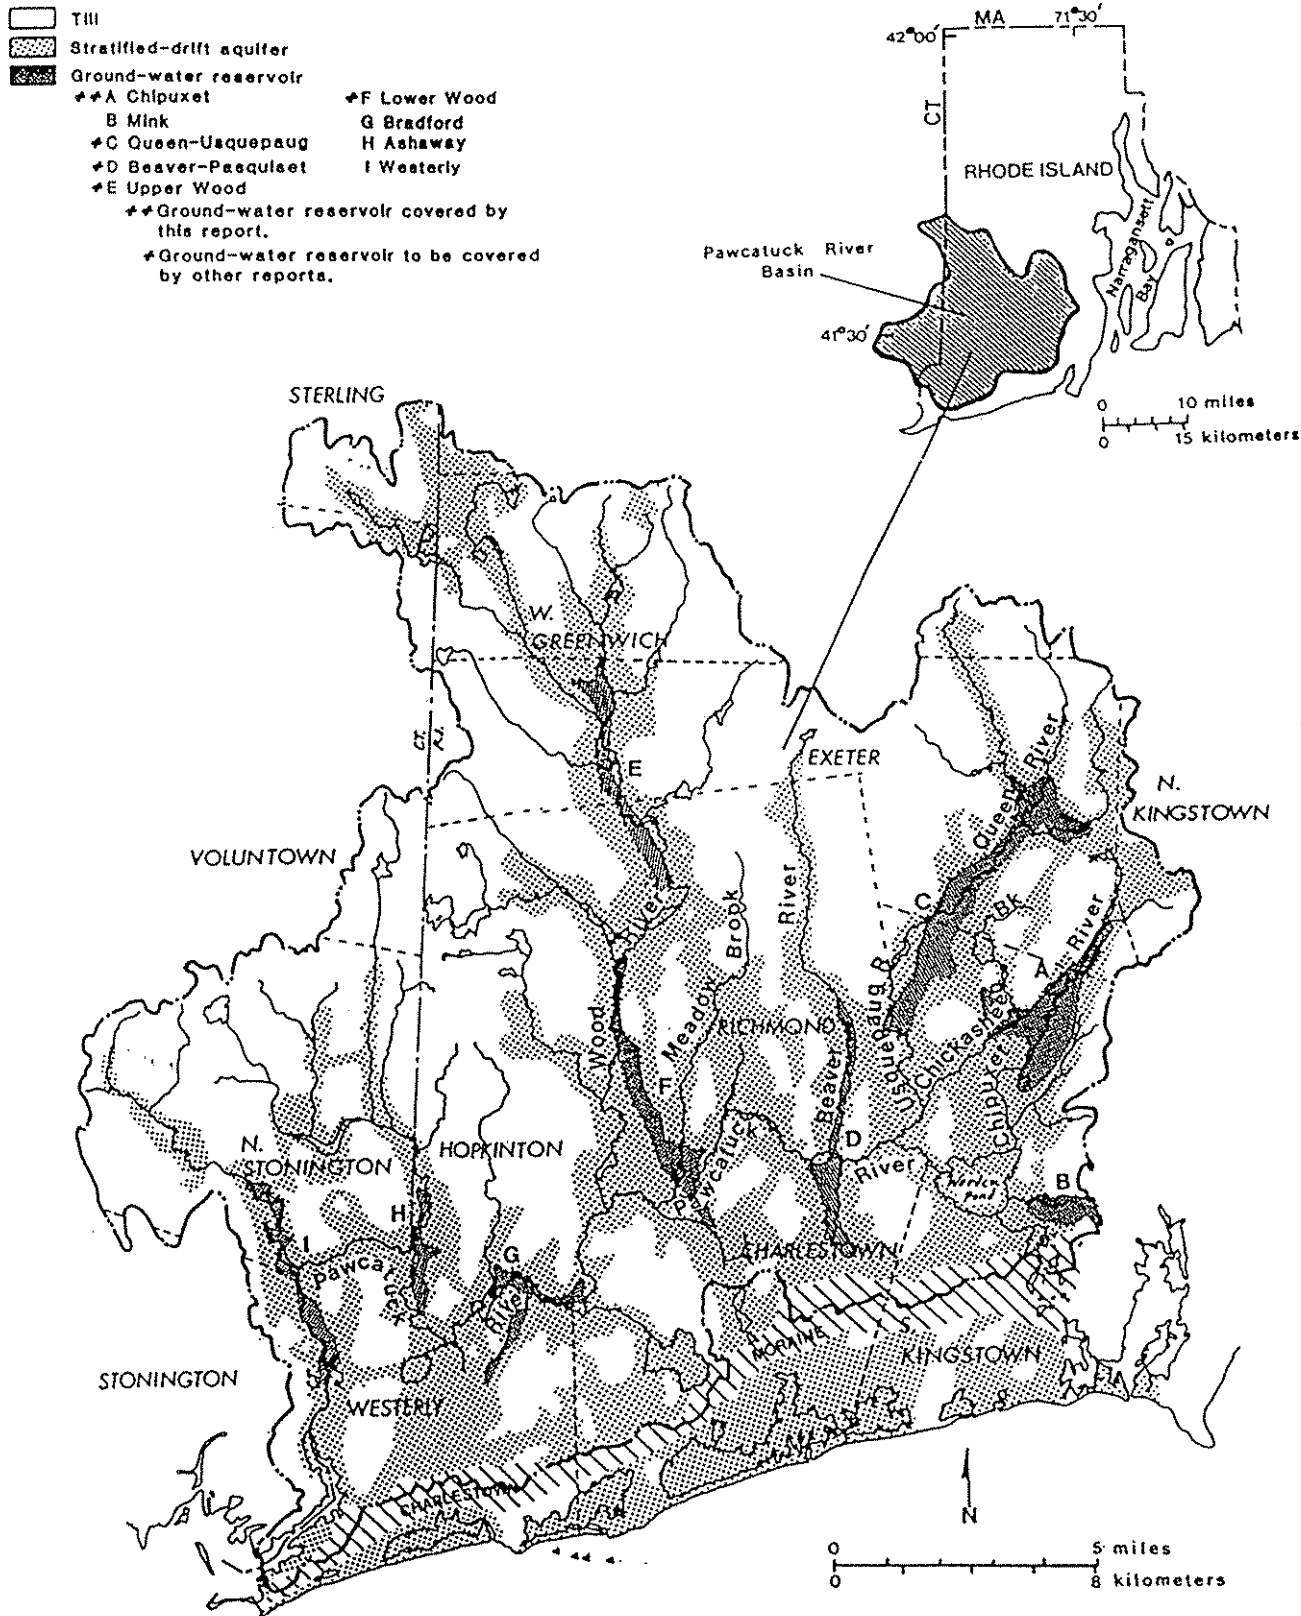 Till
Stratified-drift aquifer
Ground-water reservoir
++A Chipuxet
B Mink
+C Queen-Usquepaug
+D Beaver-Pasquiset
+E Upper Wood
+F Lower Wood
G Bradford
H Ashaway
I Westerly
++Ground-water reservoir covered by
this report.
+Ground-water reservoir to be covered
by other reports.
MA
71°30'
42°00'
CT
RHODE ISLAND
Narragansett
Bay
Pawcatuck River
Basin
41°30'
0 10 miles
0 15 kilometers
STERLING
W.
GREENWICH
CT.
R.I.
E
EXETER
Queen River
N.
KINGSTOWN
VOLUNTOWN
River
Brook
River
C
Bk
River
A
Wood
Meadow
RICHMOND
Usquepaug R.
Chickasheen
F
Beaver
Chipuxet
N.
STONINGTON
HOPKINTON
Pawcatuck
D
River
Worden
Pond
B
H
I
Pawcatuck
G
River
CHARLESTOWN
MORAINE
KINGSTOWN
STONINGTON
WESTERLY
CHARLESTOWN
N
0 5 miles
0 8 kilometers